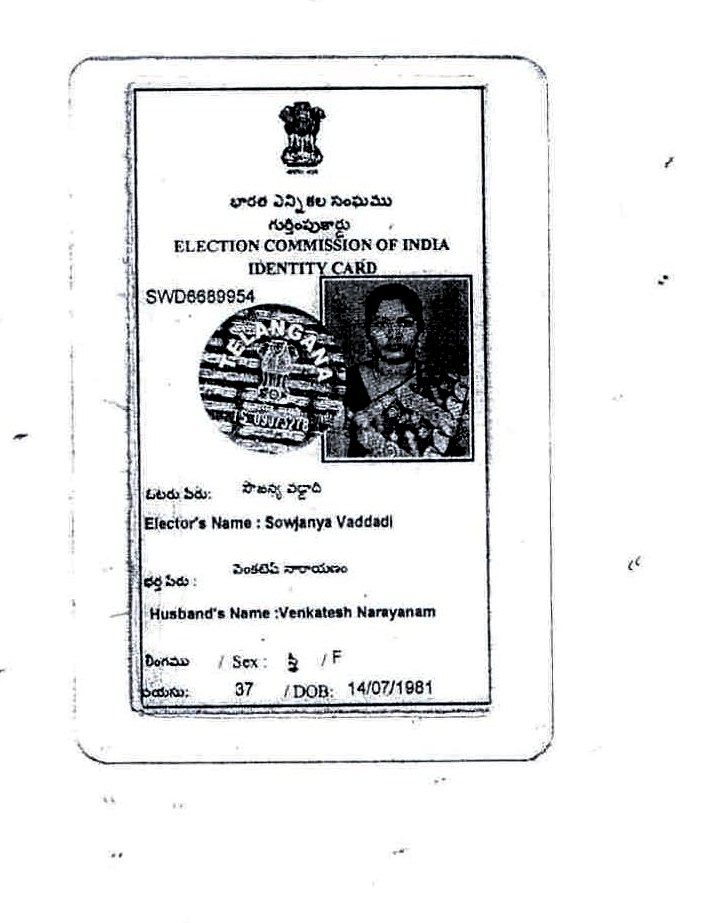 భారత ఎన్నికల సంఘము
గుర్తింపుకార్డు
ELECTION COMMISSION OF INDIA
IDENTITY CARD
SWD6689954
TELANGANA
TS 09373278
ఓటరు పేరు: సౌజన్య వడ్డాది
Elector's Name : Sowjanya Vaddadi
భర్త పేరు : వెంకటేష్ నారాయణం
Husband's Name :Venkatesh Narayanam
లింగము / Sex : స్త్రీ / F
వయసు: 37 / DOB: 14/07/1981